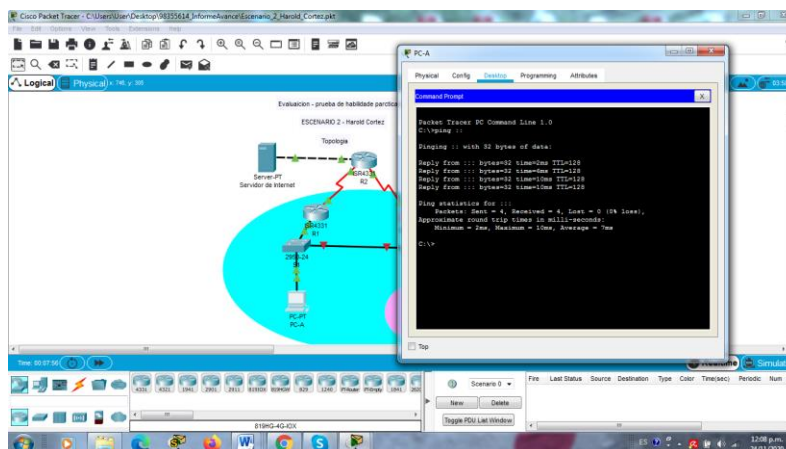 Cisco Packet Tracer - C:\Users\User\Desktop\98355614_InformeAvance\Escenario_2_Harold_Cortez.pkt
File Edit Options View Tools Extensions Help
Logical
Physical
Evaluaicon - prueba de habilidade parctica
ESCENARIO 2 - Harold Cortez
Topologia
Server-PT
Servidor de internet
R2
R1
PC-PT
PC-A
PC-A
Physical Config Desktop Programming Attributes
Command Prompt
X
Packet Tracer PC Command Line 1.0
C:\>ping ::
Pinging :: with 32 bytes of data:
Reply from ::: bytes=32 time=2ms TTL=128
Reply from ::: bytes=32 time=8ms TTL=128
Reply from ::: bytes=32 time=10ms TTL=128
Reply from ::: bytes=32 time=10ms TTL=128
Ping statistics for :::
Packets: Sent = 4, Received = 4, Lost = 0 (0% loss),
Approximate round trip times in milli-seconds:
Minimum = 2ms, Maximum = 10ms, Average = 7ms
C:\>
Top
Simulat
Scenario 0
New
Delete
Toggle PDU List Window
Fire Last Status Source Destination Type Color Time(sec) Periodic Num
819HG-4G-IOX
ES
12:08 p.m.